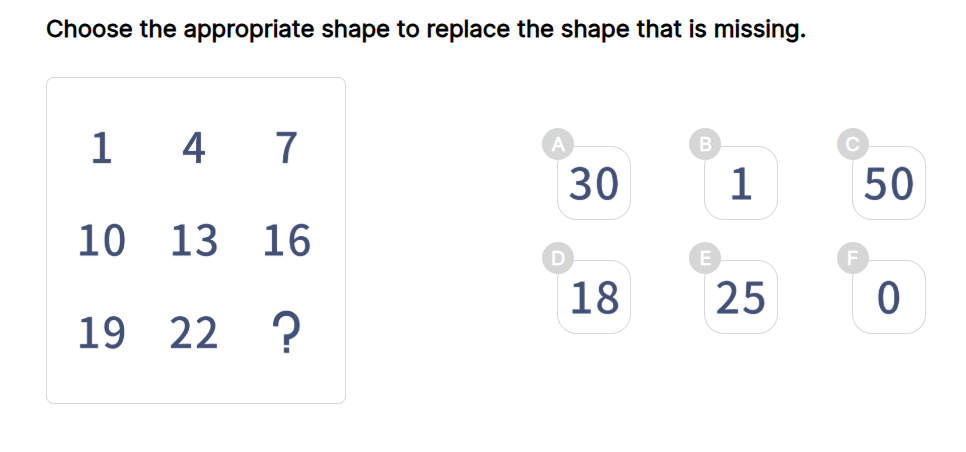 Choose the appropriate shape to replace the shape that is missing.
1 4 7
10 13 16
19 22 ?
A B C
30 1 50
D E F
18 25 0